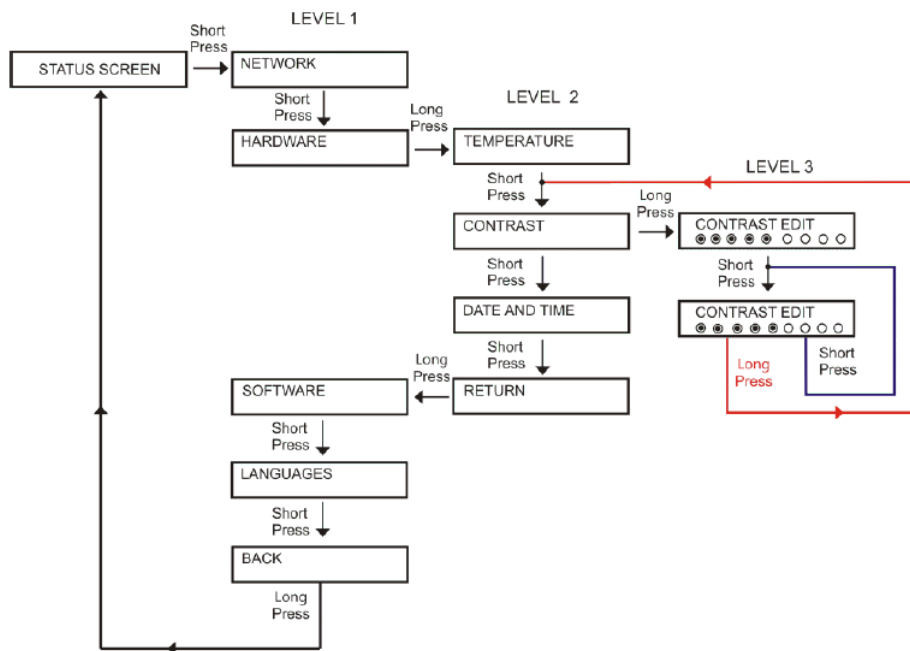 LEVEL 1
Short
Press
STATUS SCREEN
NETWORK
Short
Press
LEVEL 2
Long
Press
HARDWARE
TEMPERATURE
Short
Press
LEVEL 3
Long
Press
CONTRAST
CONTRAST EDIT
Short
Press
Short
Press
DATE AND TIME
CONTRAST EDIT
Short
Press
Long
Press
Short
Press
Long
Press
SOFTWARE
RETURN
Short
Press
LANGUAGES
Short
Press
BACK
Long
Press